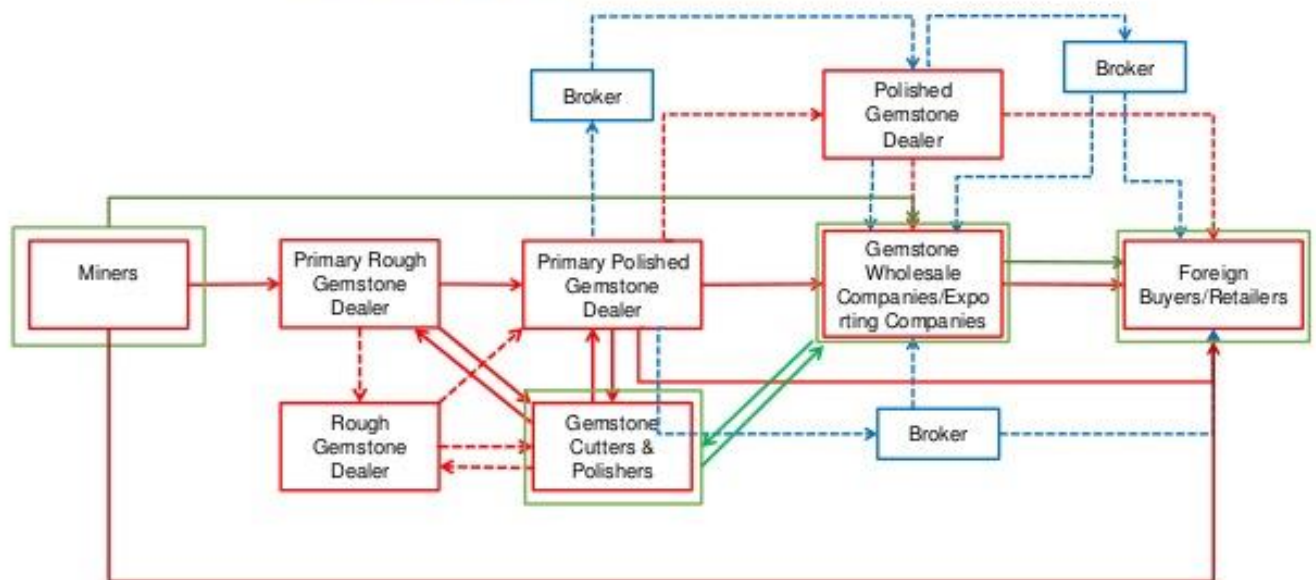 Broker
Polished
Gemstone
Dealer
Broker
Miners
Primary Rough
Gemstone
Dealer
Primary Polished
Gemstone
Dealer
Gemstone
Wholesale
Companies/Expo
rting Companies
Foreign
Buyers/Retailers
Rough
Gemstone
Dealer
Gemstone
Cutters &
Polishers
Broker